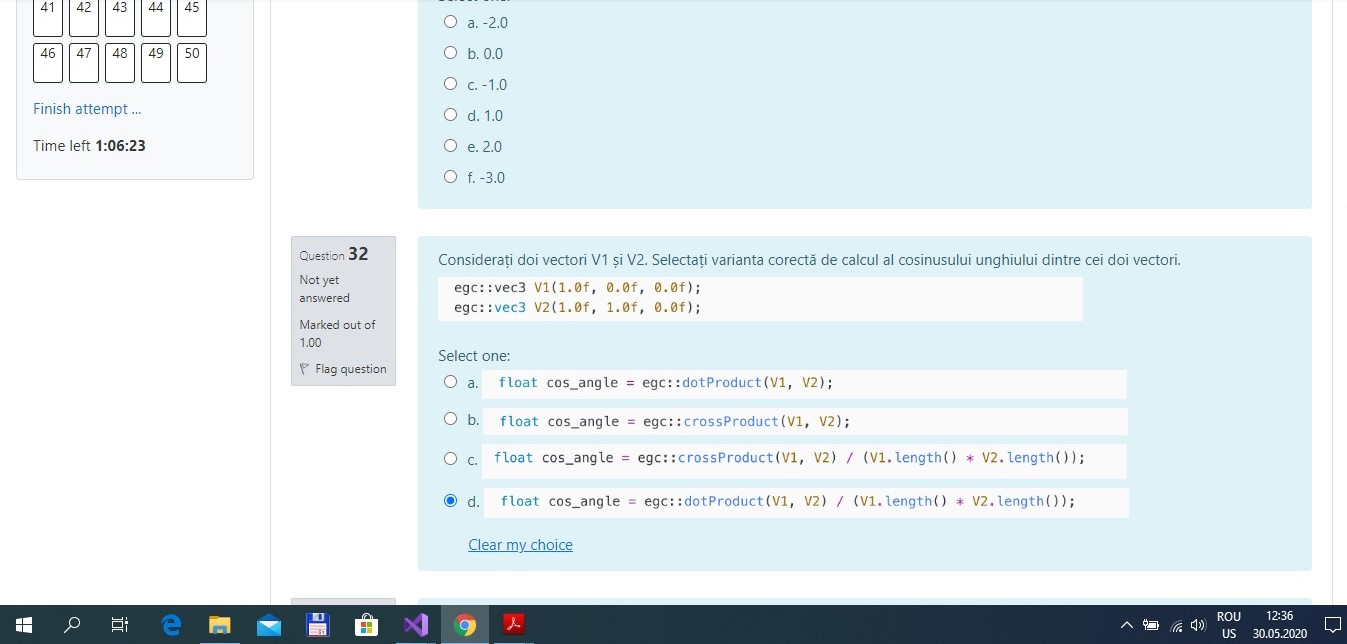 41 42 43 44 45
46 47 48 49 50
Finish attempt ...
Time left 1:06:23
a. -2.0
b. 0.0
c. -1.0
d. 1.0
e. 2.0
f. -3.0
Question 32
Not yet
answered
Marked out of
1.00
Flag question
Considerați doi vectori V1 și V2. Selectați varianta corectă de calcul al cosinusului unghiului dintre cei doi vectori.
egc::vec3 V1(1.0f, 0.0f, 0.0f);
egc::vec3 V2(1.0f, 1.0f, 0.0f);
Select one:
a. float cos_angle = egc::dotProduct(V1, V2);
b. float cos_angle = egc::crossProduct(V1, V2);
c. float cos_angle = egc::crossProduct(V1, V2) / (V1.length() * V2.length());
d. float cos_angle = egc::dotProduct(V1, V2) / (V1.length() * V2.length());
Clear my choice
ROU
US
12:36
30.05.2020